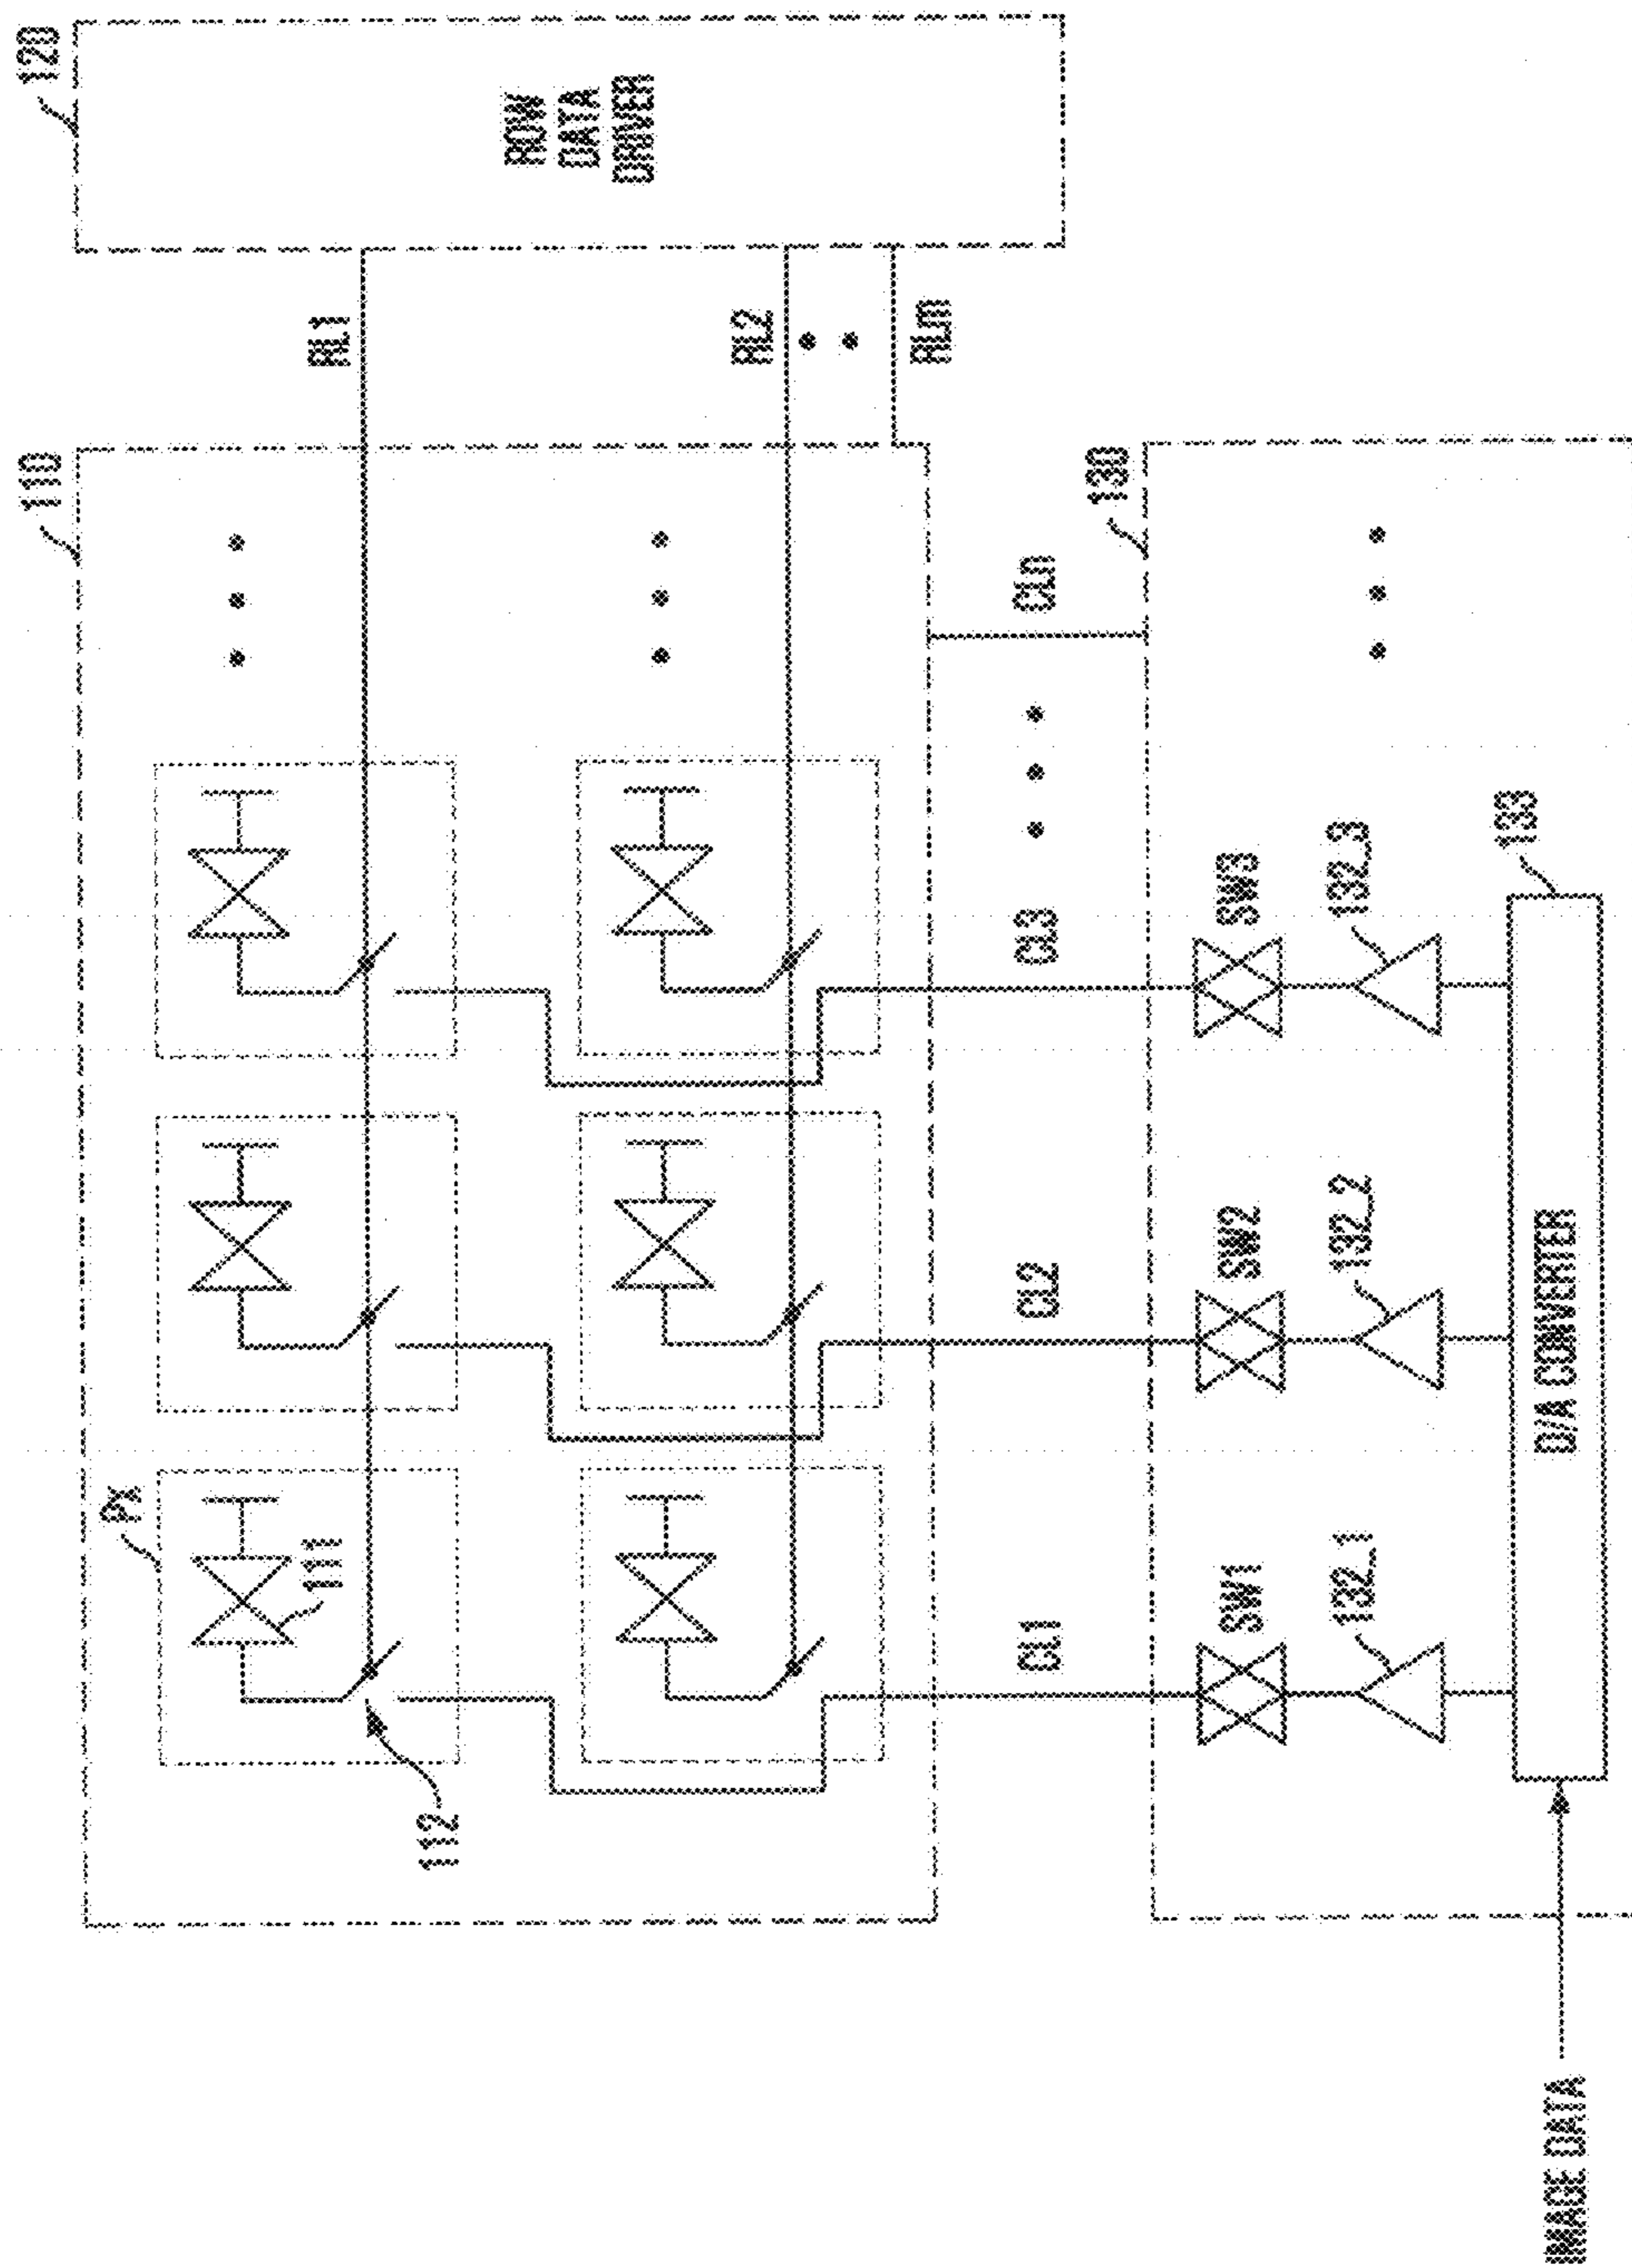 120
ROW
DATA
DRIVER
110
RL1
RL2
RLm
PX
111
112
CL1
CL2
CL3
CLn
130
SW1
SW2
SW3
132_1
132_2
132_3
133
D/A CONVERTER
IMAGE DATA